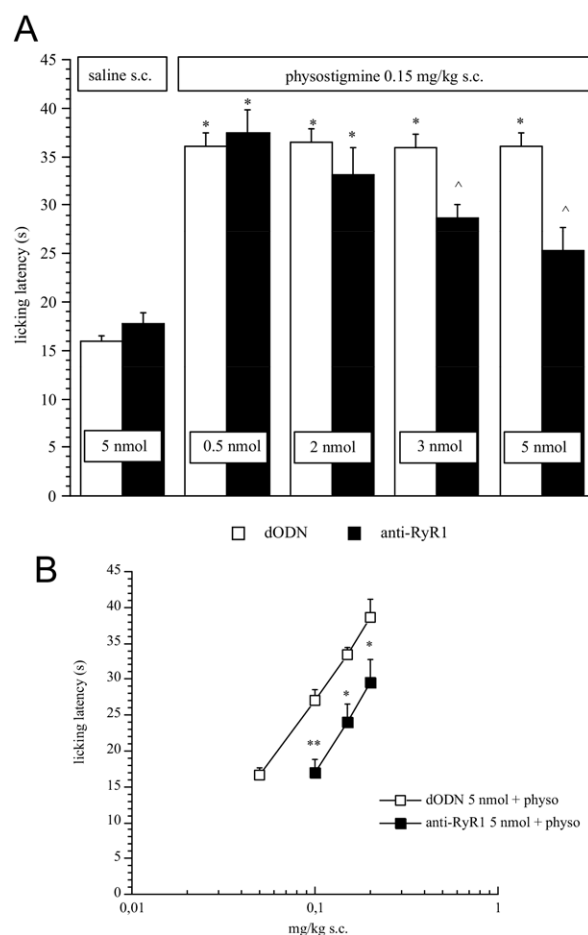 A
saline s.c. physostigmine 0.15 mg/kg s.c.
45
40
35
30
25
20
15
10
5
0
licking latency (s)
* * * * * ^ * ^
5 nmol 0.5 nmol 2 nmol 3 nmol 5 nmol
dODN anti-RyR1
B
45
40
35
30
25
20
15
10
5
0
licking latency (s)
** * *
dODN 5 nmol + physo
anti-RyR1 5 nmol + physo
0,01 0,1 1
mg/kg s.c.